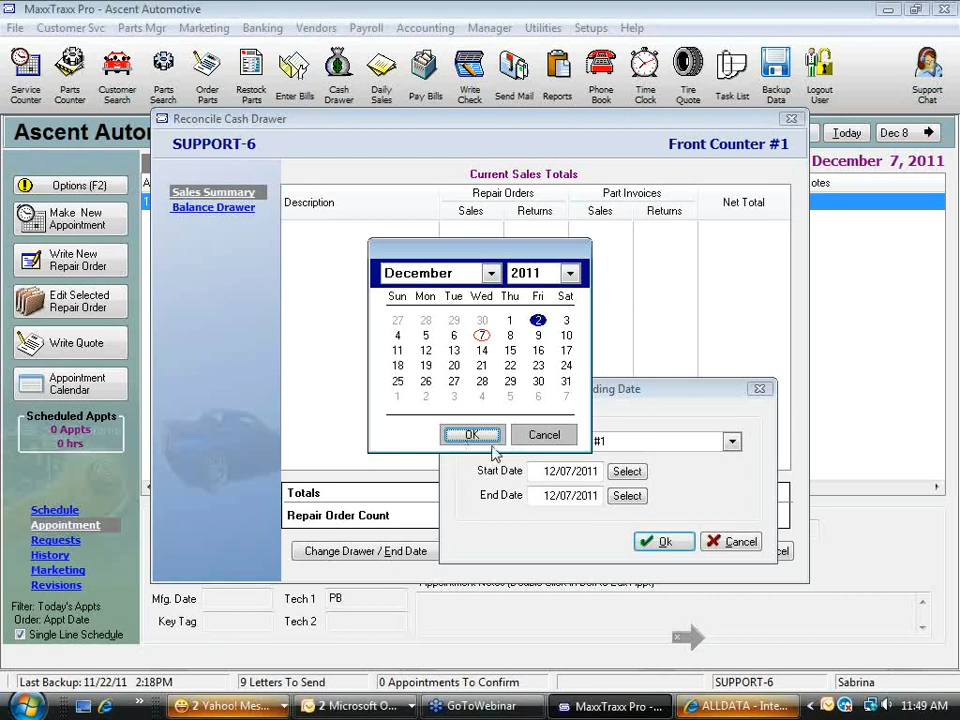 MaxxTraxx Pro - Ascent Automotive
File Customer Svc Parts Mgr Marketing Banking Vendors Payroll Accounting Manager Utilities Setups Help
Service Counter
Parts Counter
Customer Search
Parts Search
Order Parts
Restock Parts
Enter Bills
Cash Drawer
Daily Sales
Pay Bills
Write Check
Send Mail
Reports
Phone Book
Time Clock
Tire Quote
Task List
Backup Data
Logout User
Support Chat
Ascent Auto
Reconcile Cash Drawer
Today
Dec 8
SUPPORT-6
Front Counter #1
December 7, 2011
Options (F2)
Make New Appointment
Write New Repair Order
Edit Selected Repair Order
Write Quote
Appointment Calendar
Scheduled Appts
0 Appts
0 hrs
Schedule
Appointment
Requests
History
Marketing
Revisions
Filter: Today's Appts
Order: Appt Date
Single Line Schedule
Sales Summary
Balance Drawer
Current Sales Totals
Description
Repair Orders
Part Invoices
Sales Returns Sales Returns
Net Total
otes
December 2011
Sun Mon Tue Wed Thu Fri Sat
27 28 29 30 1 2 3
4 5 6 7 8 9 10
11 12 13 14 15 16 17
18 19 20 21 22 23 24
25 26 27 28 29 30 31
1 2 3 4 5 6 7
OK Cancel
ding Date
#1
Start Date 12/07/2011 Select
End Date 12/07/2011 Select
Ok Cancel
Totals
Repair Order Count
Change Drawer / End Date
cel
Mfg. Date
Tech 1 PB
Key Tag
Tech 2
Last Backup: 11/22/11 2:18PM
9 Letters To Send
0 Appointments To Confirm
SUPPORT-6
Sabrina
2 Yahoo! Mes...
2 Microsoft O...
GoToWebinar
MaxxTraxx Pro -...
ALLDATA - Inte...
11:49 AM